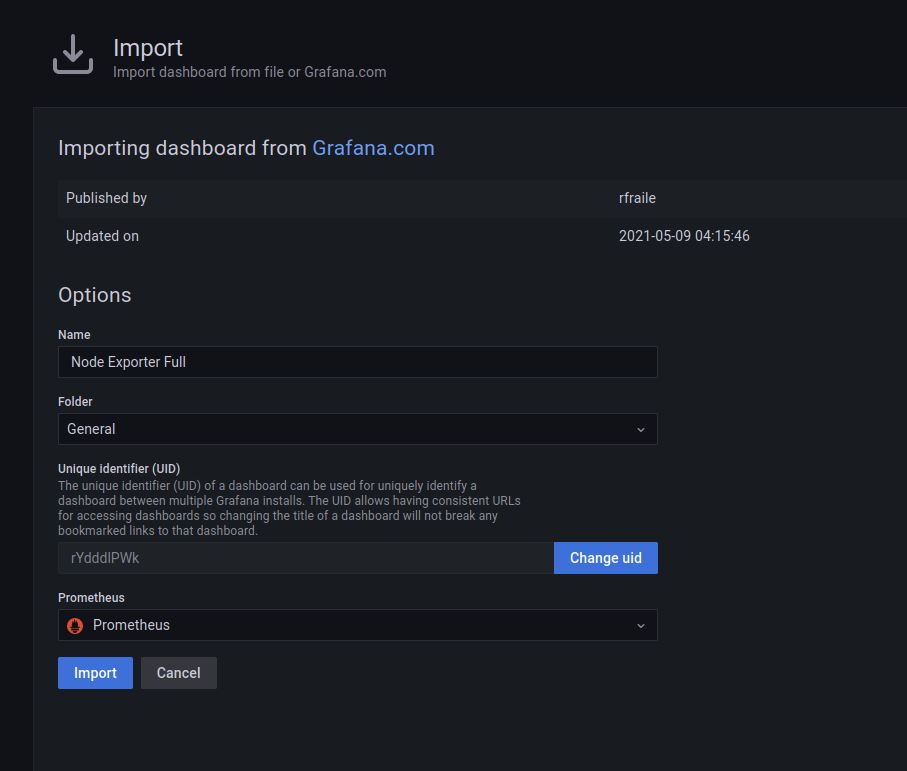 Import
Import dashboard from file or Grafana.com
Importing dashboard from Grafana.com
Published by rfraile
Updated on 2021-05-09 04:15:46
Options
Name
Node Exporter Full
Folder
General
Unique identifier (UID)
The unique identifier (UID) of a dashboard can be used for uniquely identify a
dashboard between multiple Grafana installs. The UID allows having consistent URLs
for accessing dashboards so changing the title of a dashboard will not break any
bookmarked links to that dashboard.
rYdddlPWk Change uid
Prometheus
Prometheus
Import Cancel